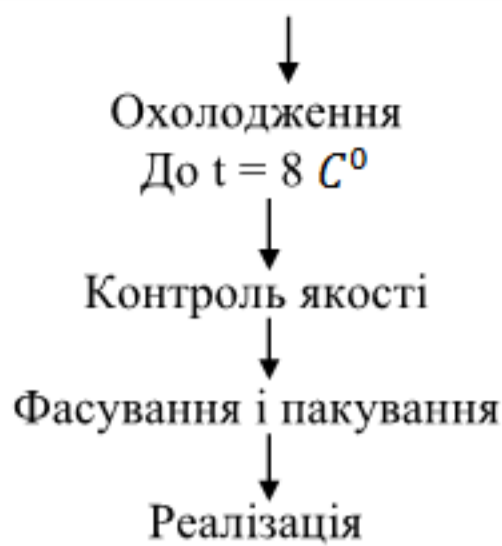 Охолодження
До t = 8 C⁰
Контроль якості
Фасування і пакування
Реалізація